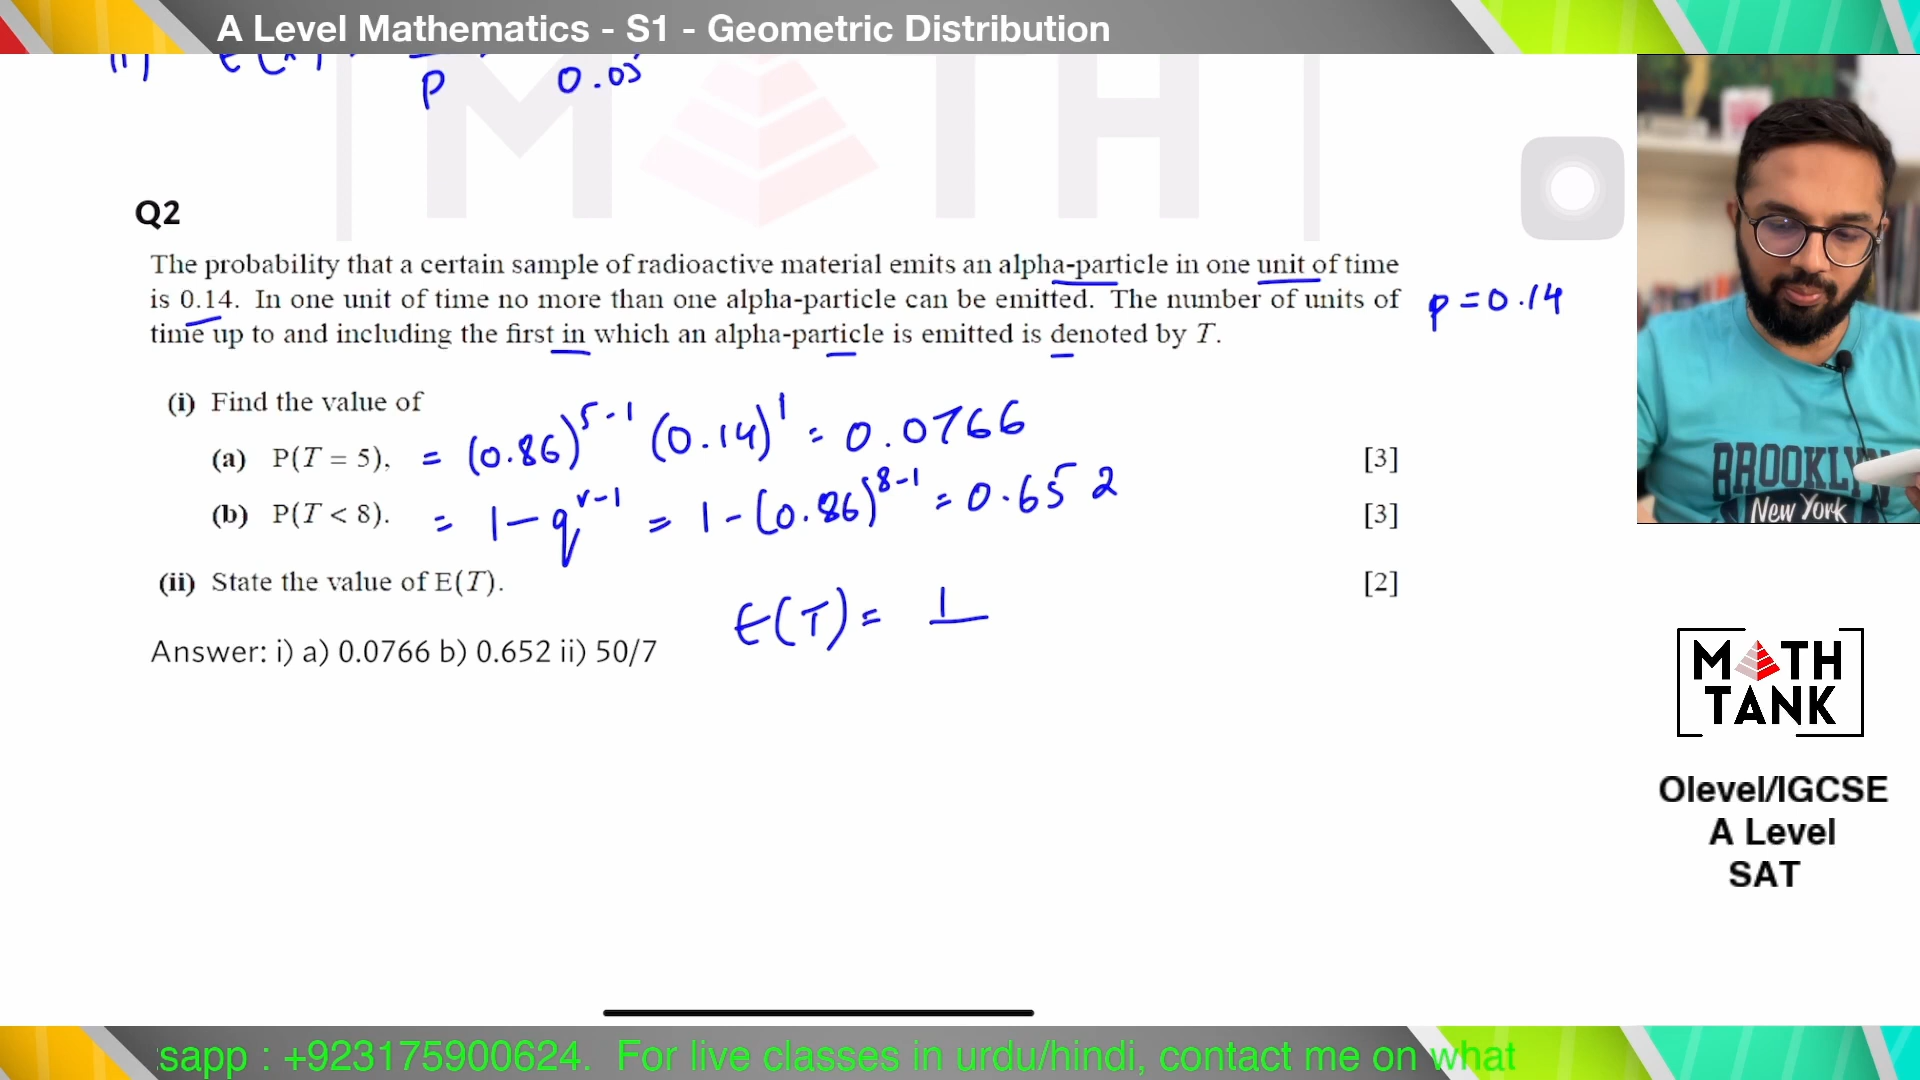 A Level Mathematics - S1 - Geometric Distribution
p 0.05
Q2
The probability that a certain sample of radioactive material emits an alpha-particle in one unit of time
is 0.14. In one unit of time no more than one alpha-particle can be emitted. The number of units of
time up to and including the first in which an alpha-particle is emitted is denoted by T.
p = 0.14
(i) Find the value of
(a) P(T = 5), = (0.86)^5-1 (0.14)^1 = 0.0766 [3]
(b) P(T < 8). = 1 - q^r-1 = 1 - (0.86)^8-1 = 0.652 [3]
(ii) State the value of E(T). [2]
E(T) = 1
Answer: i) a) 0.0766 b) 0.652 ii) 50/7
BROOKLYN
New York
MATH
TANK
Olevel/IGCSE
A Level
SAT
sapp : +923175900624. For live classes in urdu/hindi, contact me on what